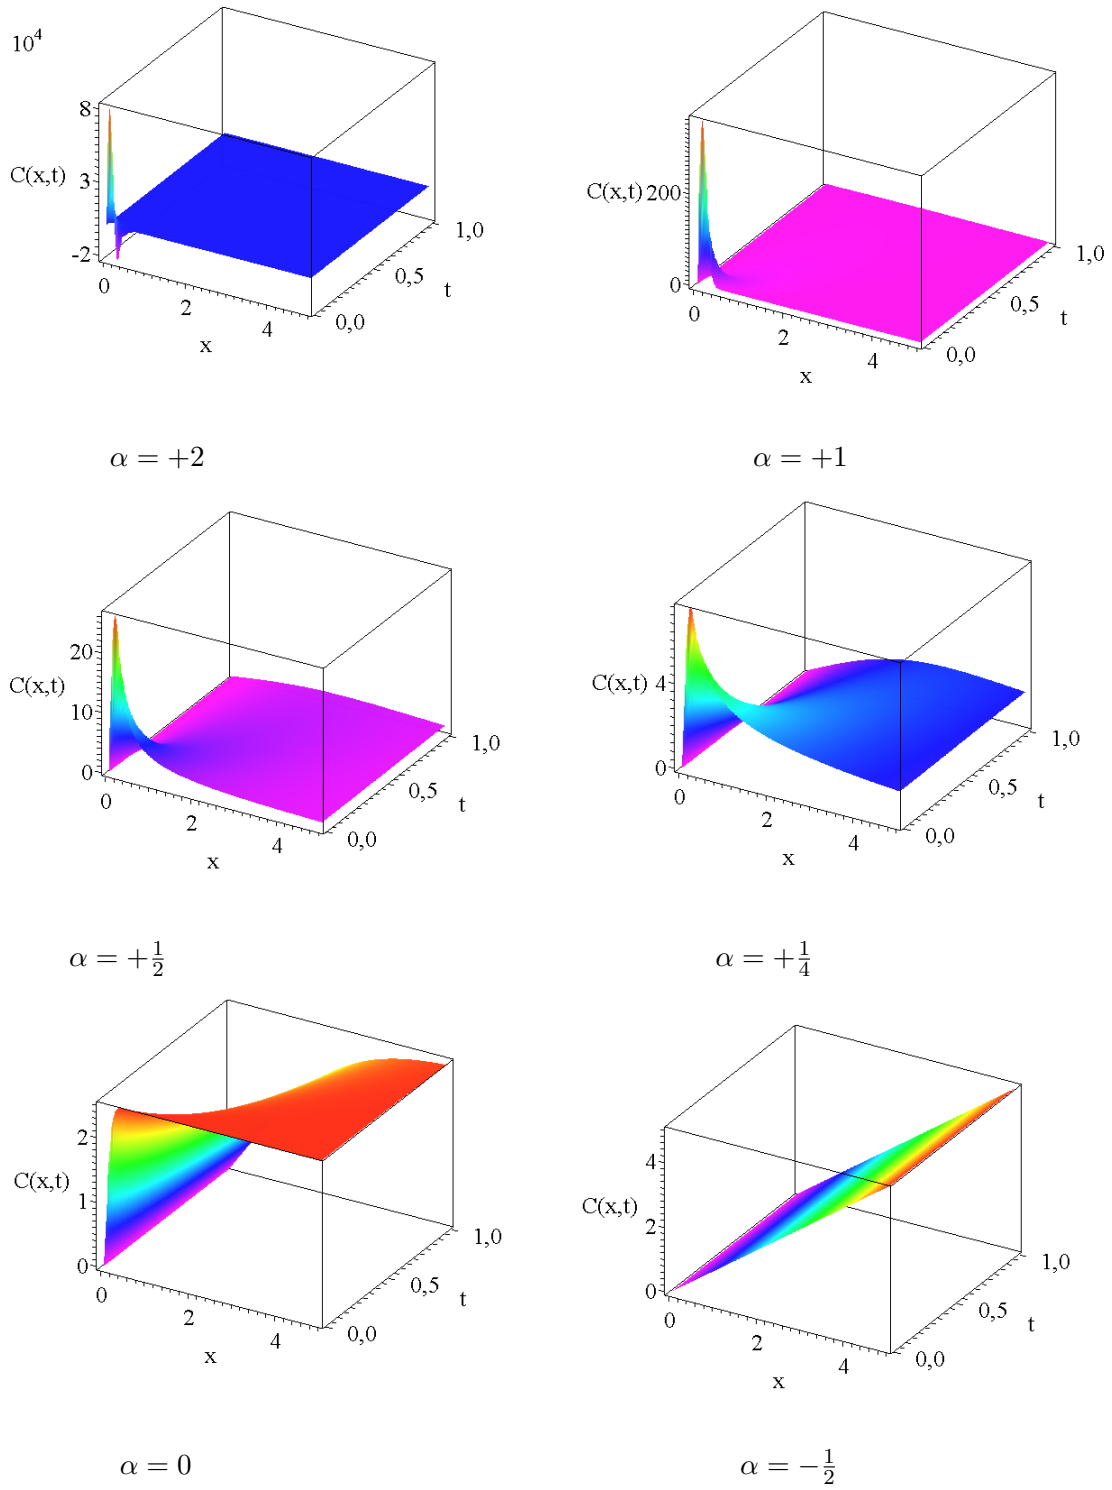 10⁴
8
C(x,t)
3
-2
0
2
4
x
0,0
0,5
1,0
t
α = +2
C(x,t)
200
0
0
2
4
x
0,0
0,5
1,0
t
α = +1
20
C(x,t)
10
0
0
2
4
x
0,0
0,5
1,0
t
α = +1/2
C(x,t)
4
0
0
2
4
x
0,0
0,5
1,0
t
α = +1/4
2
C(x,t)
1
0
0
2
4
x
0,0
0,5
1,0
t
α = 0
4
C(x,t)
2
0
0
2
4
x
0,0
0,5
1,0
t
α = −1/2